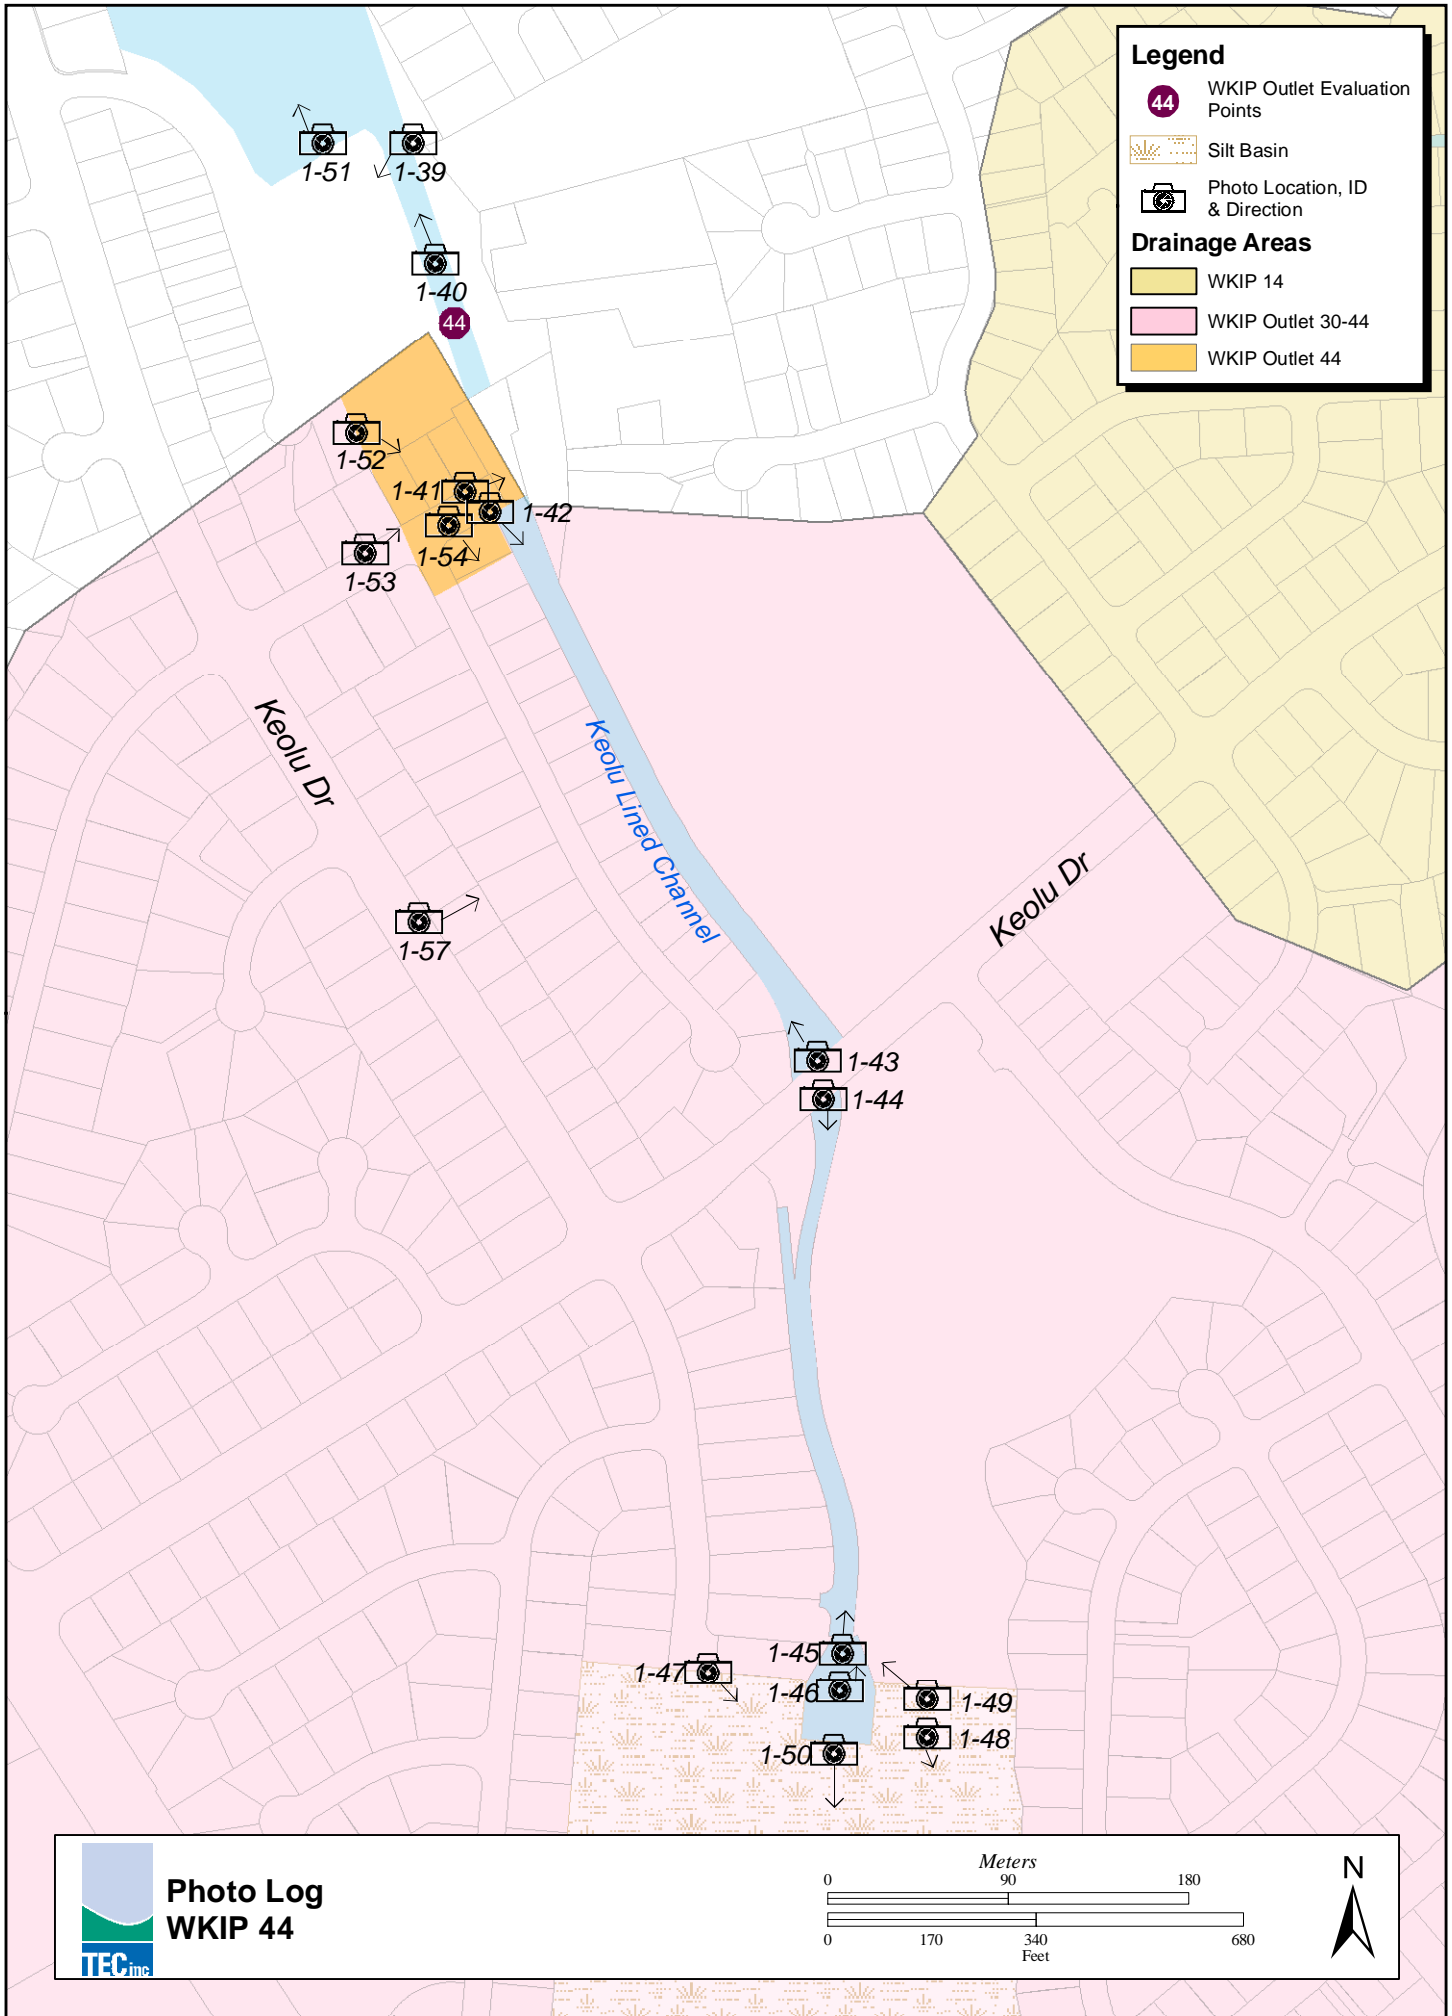 Legend
44
WKIP Outlet Evaluation
Points
Silt Basin
Photo Location, ID
& Direction
Drainage Areas
WKIP 14
WKIP Outlet 30-44
WKIP Outlet 44
1-51
1-39
1-40
44
1-52
1-41
1-42
1-54
1-53
Keolu Dr
Keolu Lined Channel
Keolu Dr
1-57
1-43
1-44
1-45
1-47
1-46
1-49
1-48
1-50
TEC inc
Photo Log
WKIP 44
Meters
0 90 180
0 170 340 680
Feet
N